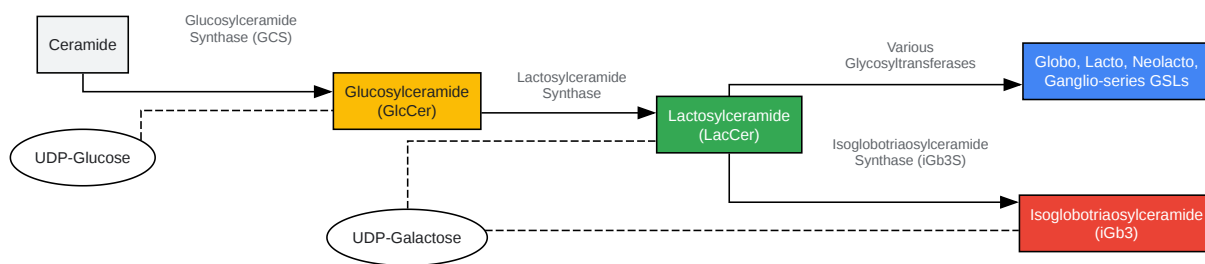 Ceramide
Glucosylceramide
Synthase (GCS)
Glucosylceramide
(GlcCer)
UDP-Glucose
Lactosylceramide
Synthase
Lactosylceramide
(LacCer)
UDP-Galactose
Various
Glycosyltransferases
Globo, Lacto, Neolacto,
Ganglio-series GSLs
Isoglobotriaosylceramide
Synthase (iGb3S)
Isoglobotriaosylceramide
(iGb3)